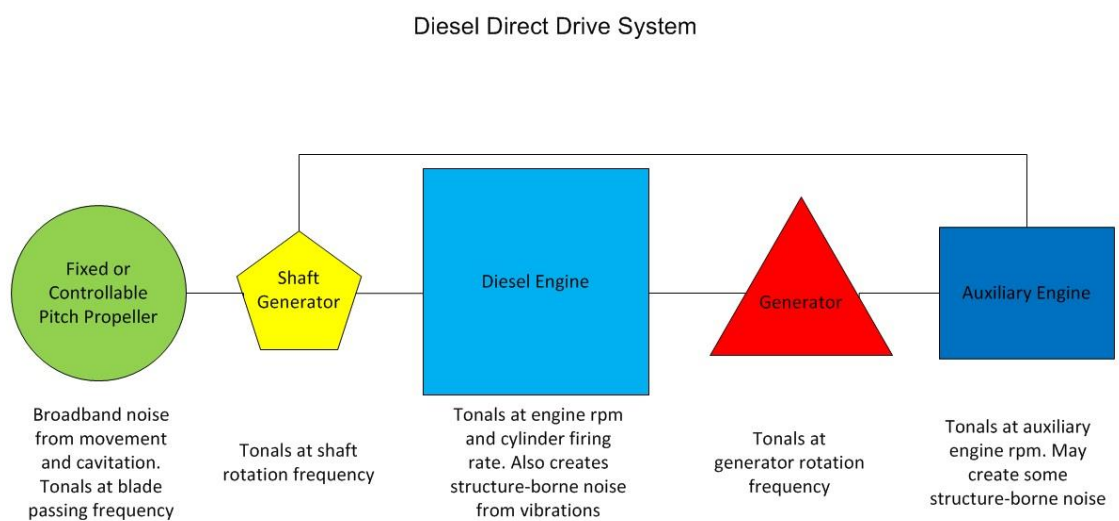 Diesel Direct Drive System
Fixed or
Controllable
Pitch Propeller
Shaft
Generator
Diesel Engine
Generator
Auxiliary Engine
Broadband noise
from movement
and cavitation.
Tonals at blade
passing frequency
Tonals at shaft
rotation frequency
Tonals at engine rpm
and cylinder firing
rate. Also creates
structure-borne noise
from vibrations
Tonals at
generator rotation
frequency
Tonals at auxiliary
engine rpm. May
create some
structure-borne noise